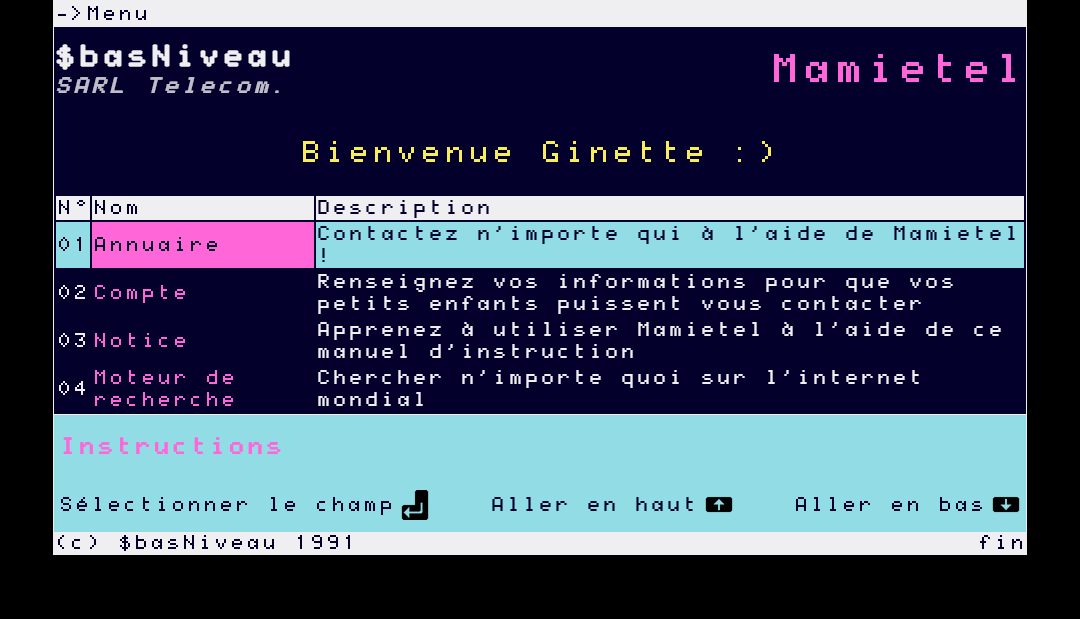 ->Menu
$basNiveau
SARL Telecom.
Mamietel
Bienvenue Ginette :)
N° Nom Description
01 Annuaire Contactez n'importe qui à l'aide de Mamietel
!
02 Compte Renseignez vos informations pour que vos
petits enfants puissent vous contacter
03 Notice Apprenez à utiliser Mamietel à l'aide de ce
manuel d'instruction
04 Moteur de recherche Chercher n'importe quoi sur l'internet
mondial
Instructions
Sélectionner le champ Aller en haut Aller en bas
(c) $basNiveau 1991 fin